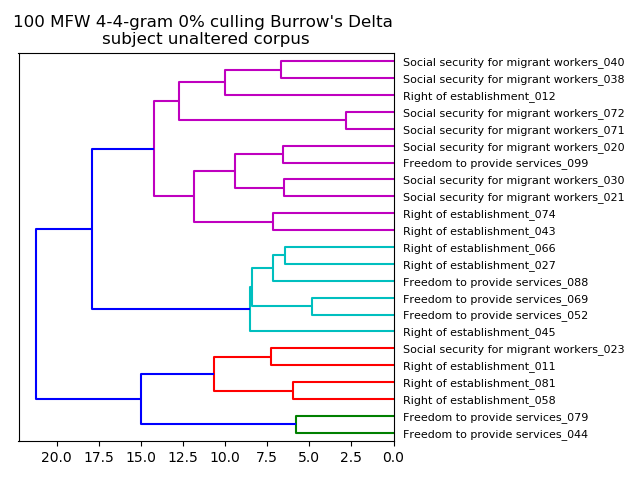 100 MFW 4-4-gram 0% culling Burrow's Delta
subject unaltered corpus
Social security for migrant workers_040
Social security for migrant workers_038
Right of establishment_012
Social security for migrant workers_072
Social security for migrant workers_071
Social security for migrant workers_020
Freedom to provide services_099
Social security for migrant workers_030
Social security for migrant workers_021
Right of establishment_074
Right of establishment_043
Right of establishment_066
Right of establishment_027
Freedom to provide services_088
Freedom to provide services_069
Freedom to provide services_052
Right of establishment_045
Social security for migrant workers_023
Right of establishment_011
Right of establishment_081
Right of establishment_058
Freedom to provide services_079
Freedom to provide services_044
20.0 17.5 15.0 12.5 10.0 7.5 5.0 2.5 0.0